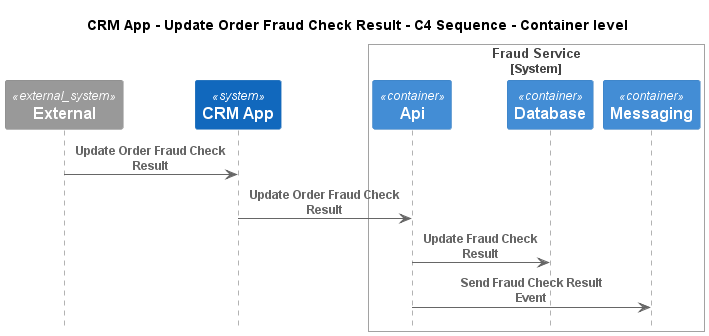 CRM App - Update Order Fraud Check Result - C4 Sequence - Container level
Fraud Service
[System]
«external_system»
External
«system»
CRM App
«container»
Api
«container»
Database
«container»
Messaging
Update Order Fraud Check
Result
Update Order Fraud Check
Result
Update Fraud Check
Result
Send Fraud Check Result
Event